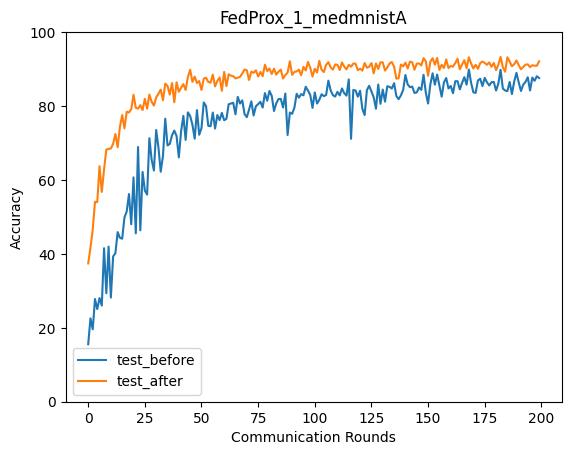 FedProx_1_medmnistA
100
80
60
40
20
0
Accuracy
test_before
test_after
0 25 50 75 100 125 150 175 200
Communication Rounds